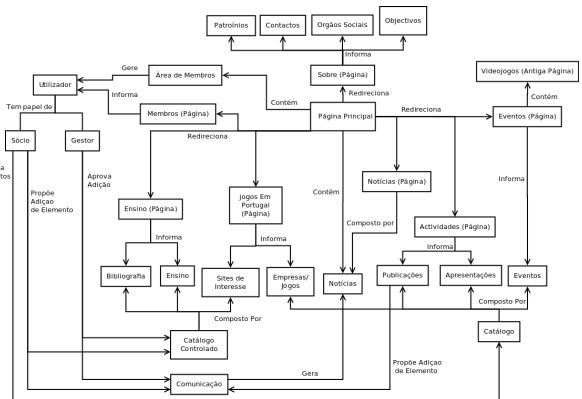 Patroínios
Contactos
Orgãos Sociais
Objectivos
Informa
Gere
Área de Membros
Sobre (Página)
Videojogos (Antiga Página)
Utilizador
Informa
Contém
Redireciona
Contém
Tem papel de
Membros (Página)
Página Principal
Redireciona
Eventos (Página)
Sócio
Gestor
Redireciona
a
tos
Aprova
Adição
Propõe
Adiçao
de Elemento
Contém
Notícias (Página)
Informa
Ensino (Página)
jogos Em
Portugal
(Página)
Composto por
Actividades (Página)
Informa
Informa
Informa
Bibliografia
Ensino
Sites de
Interesse
Empresas/
Jogos
Notícias
Publicações
Apresentações
Eventos
Composto Por
Composto Por
Catálogo
Catálogo
Controlado
Comunicação
Gera
Propõe Adiçao
de Elemento